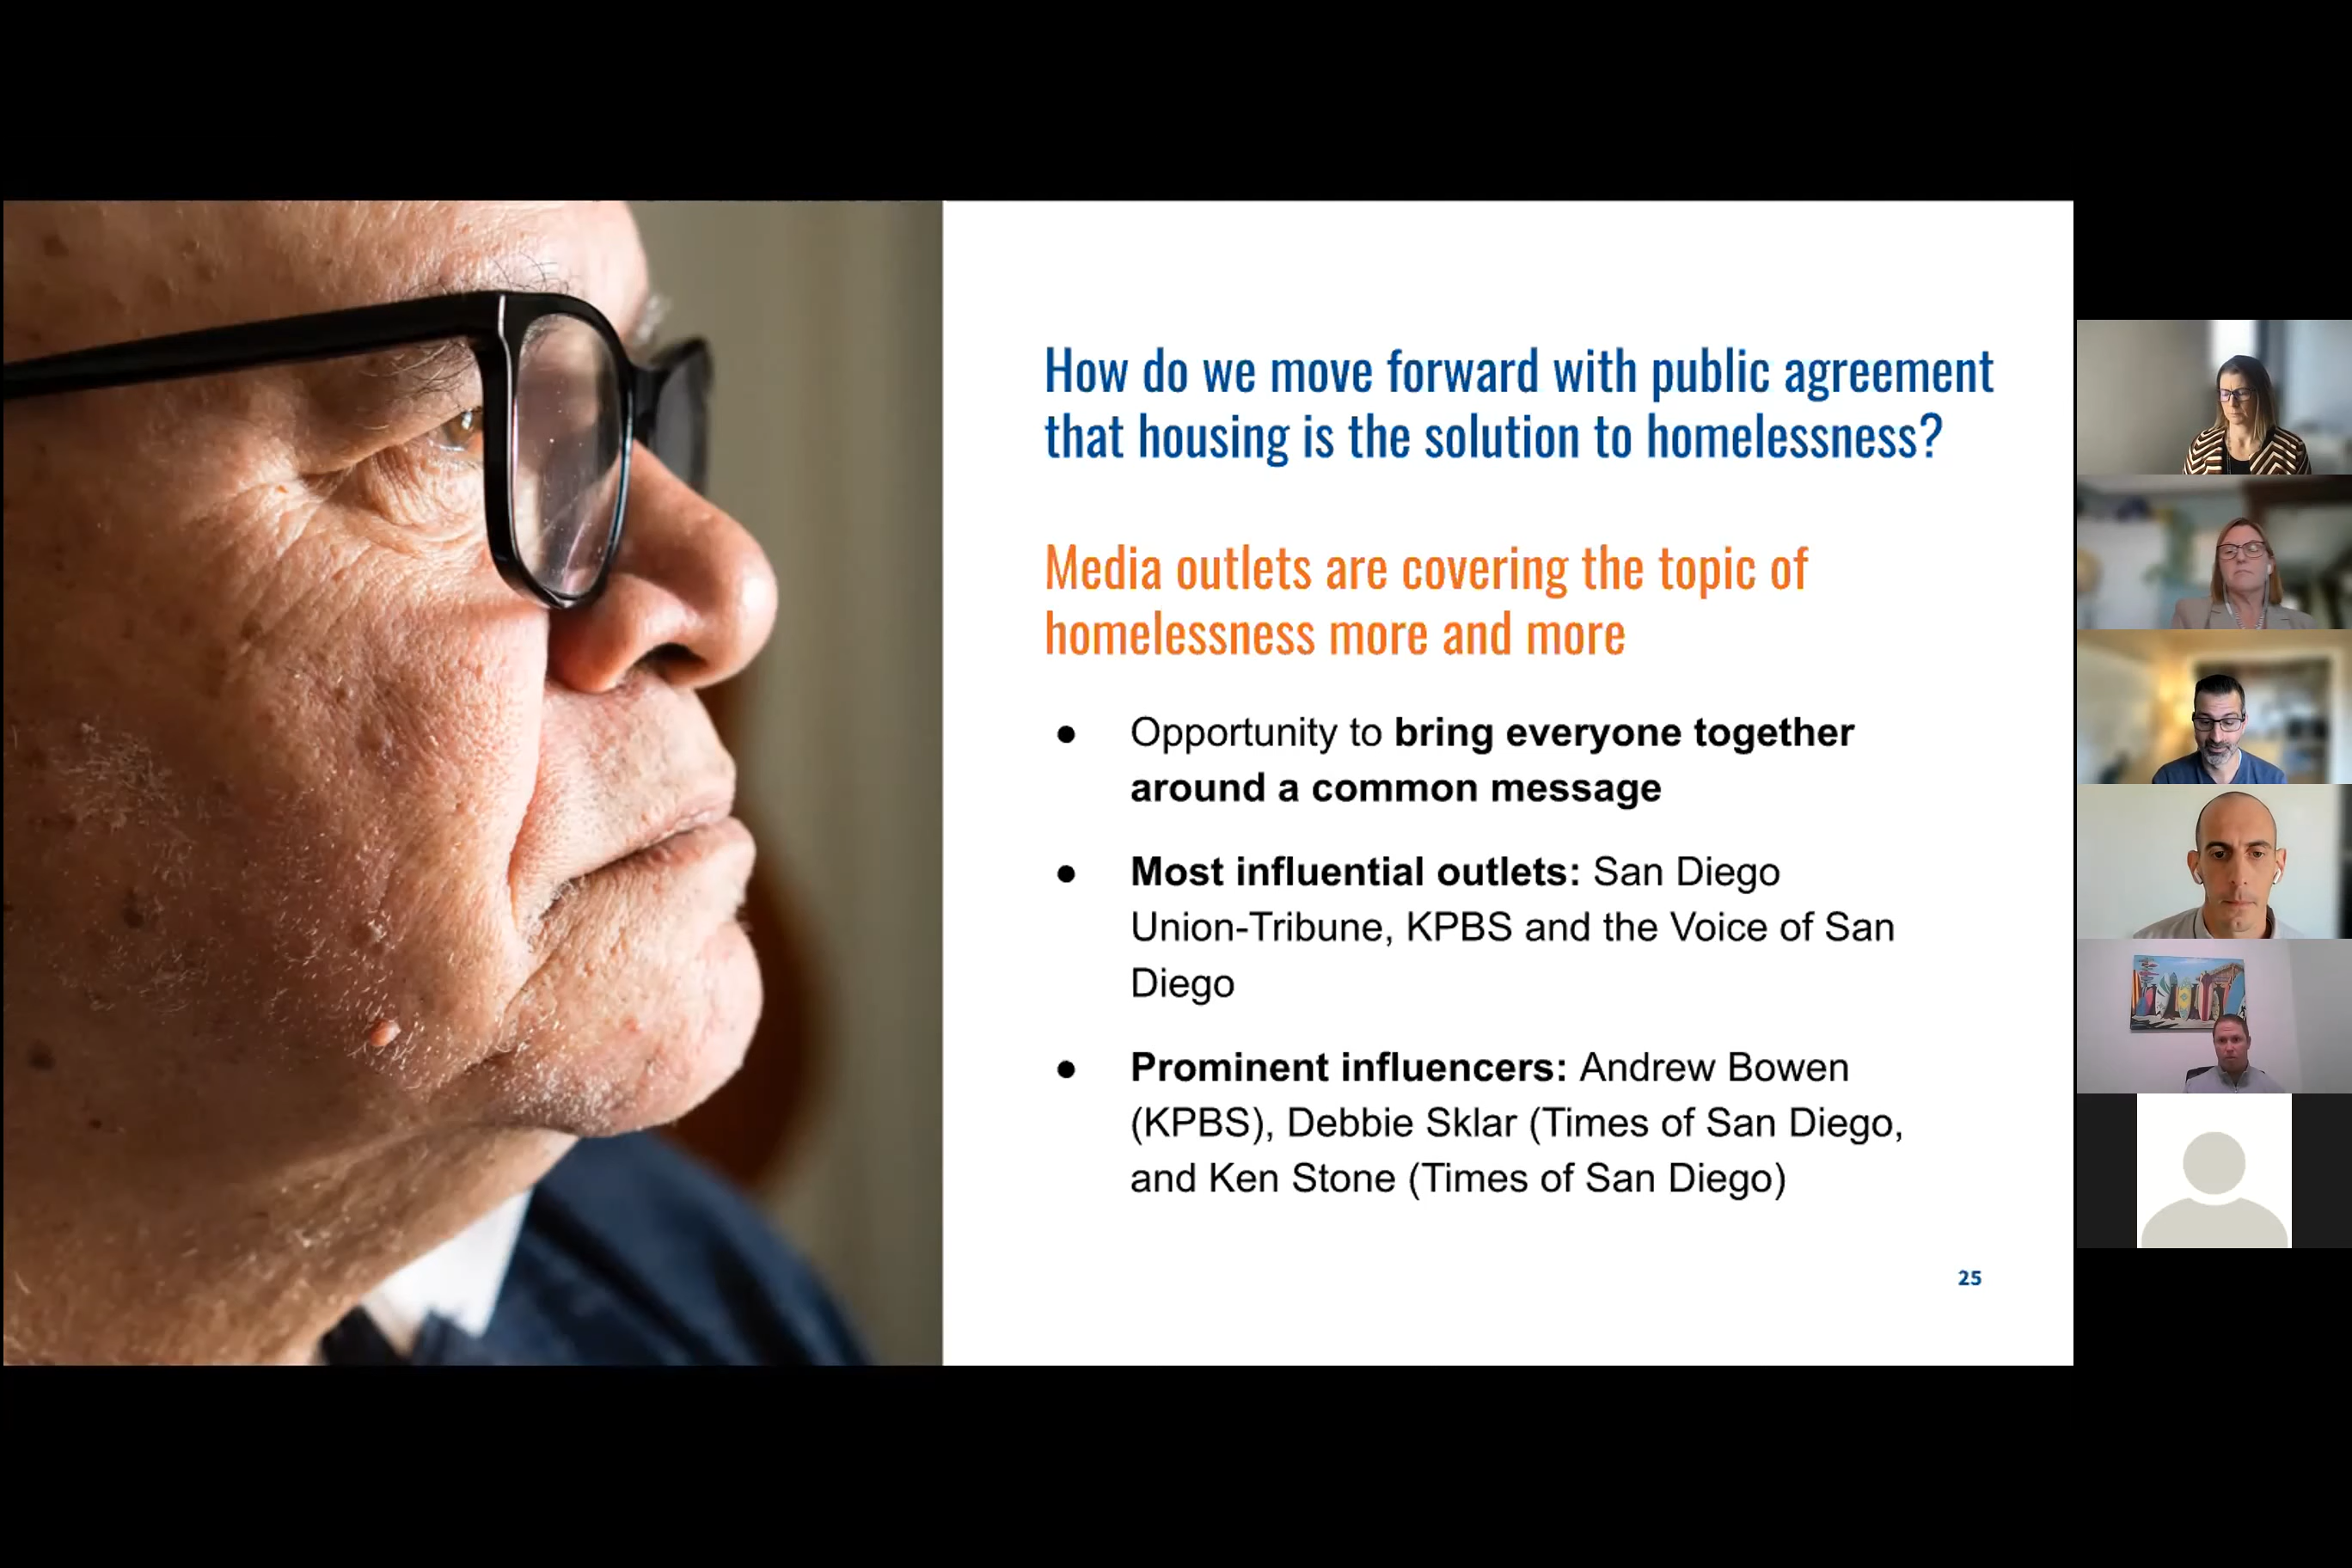 How do we move forward with public agreement
that housing is the solution to homelessness?
Media outlets are covering the topic of
homelessness more and more
● Opportunity to bring everyone together
around a common message
● Most influential outlets: San Diego
Union-Tribune, KPBS and the Voice of San
Diego
● Prominent influencers: Andrew Bowen
(KPBS), Debbie Sklar (Times of San Diego,
and Ken Stone (Times of San Diego)
25